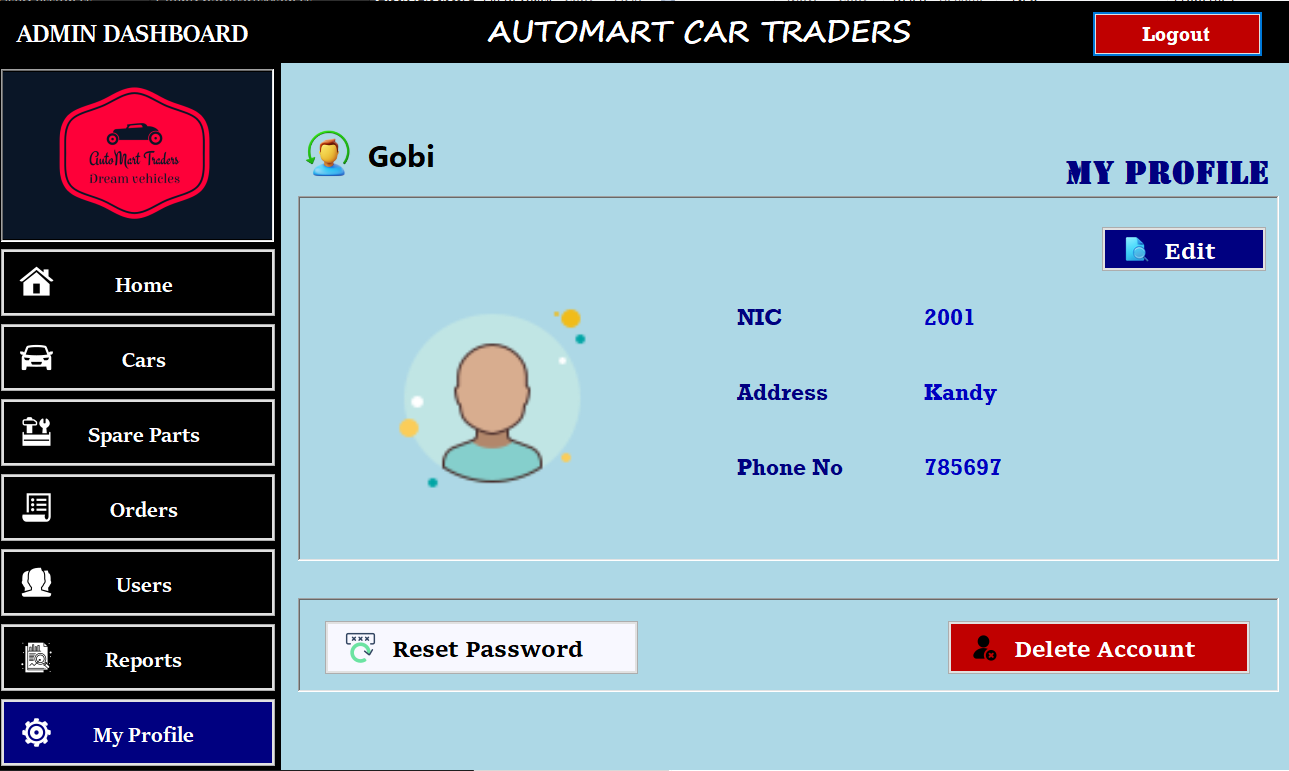 ADMIN DASHBOARD
AUTOMART CAR TRADERS
Logout
AutoMart Traders
Dream vehicles
Home
Cars
Spare Parts
Orders
Users
Reports
My Profile
Gobi
MY PROFILE
Edit
NIC 2001
Address Kandy
Phone No 785697
Reset Password
Delete Account